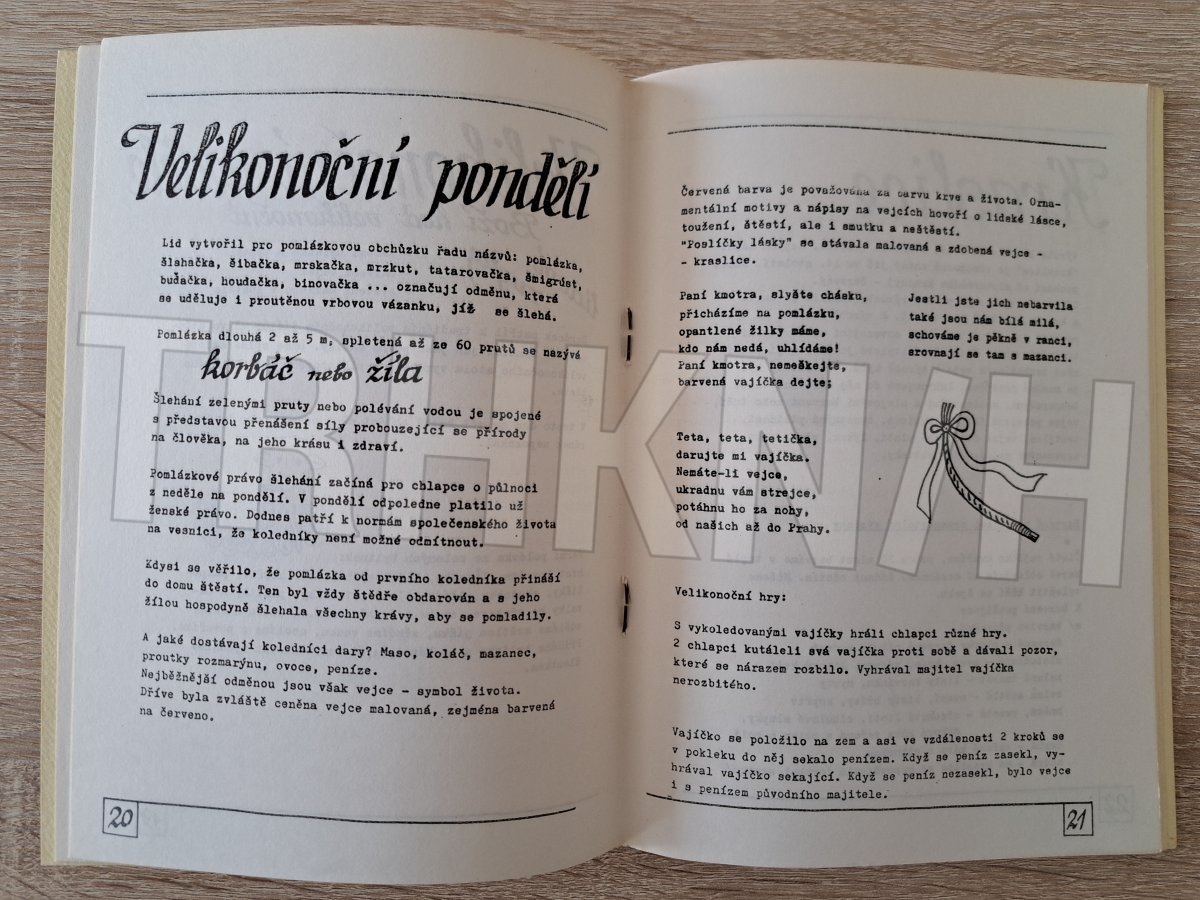 Velikonoční pondělí
Lid vytvořil pro pomlázkovou obchůzku řadu názvů: pomlázka,
šlahačka, šibačka, mrskačka, mrzkut, tatarovačka, šmigrúst,
buďačka, houdačka, binovačka ... označují odměnu, která
se uděluje i proutěnou vrbovou vázanku, jíž se šlehá.
Pomlázka dlouhá 2 až 5 m, spletená až ze 60 prutů se nazývá
korbáč nebo žíla
Šlehání zelenými pruty nebo polévání vodou je spojené
s představou přenášení síly probouzející se přírody
na člověka, na jeho krásu i zdraví.
Pomlázkové právo šlehání začíná pro chlapce o půlnoci
z neděle na pondělí. V pondělí odpoledne platilo už
ženské právo. Dodnes patří k normám společenského života
na vesnici, že koledníky není možné odmítnout.
Kdysi se věřilo, že pomlázka od prvního koledníka přináší
do domu štěstí. Ten byl vždy štědře obdarován a s jeho
žílou hospodyně šlehala všechny krávy, aby se pomladily.
A jaké dostávají koledníci dary? Maso, koláč, mazanec,
proutky rozmarýnu, ovoce, peníze.
Nejběžnější odměnou jsou však vejce - symbol života.
Dříve byla zvláště ceněna vejce malovaná, zejména barvená
na červeno.
20
Červená barva je považována za barvu krve a života. Orna-
mentální motivy a nápisy na vejcích hovoří o lidské lásce,
toužení, štěstí, ale i smutku a neštěstí.
"Poslíčky lásky" se stávala malovaná a zdobená vejce -
- kraslice.
Paní kmotra, slyšte chásku,
přicházíme na pomlázku,
opantlené žilky máme,
kdo nám nedá, uhlídáme!
Paní kmotra, nemeškejte,
barvená vajíčka dejte;
Jestli jste jich nebarvila
také jsou nám bílá milá,
schováme je pěkně v ranci,
srovnají se tam s mazanci.
Teta, teta, tetička,
darujte mi vajíčka.
Nemáte-li vejce,
ukradnu vám strejce,
potáhnu ho za nohy,
od našich až do Prahy.
Velikonoční hry:
S vykoledovanými vajíčky hráli chlapci různé hry.
2 chlapci kutáleli svá vajíčka proti sobě a dávali pozor,
které se nárazem rozbilo. Vyhrával majitel vajíčka
nerozbitého.
Vajíčko se položilo na zem a asi ve vzdálenosti 2 kroků se
v pokleku do něj sekalo penízem. Když se peníz zasekl, vy-
hrával vajíčko sekající. Když se peníz nezasekl, bylo vejce
i s penízem původního majitele.
21
TRHKNIH